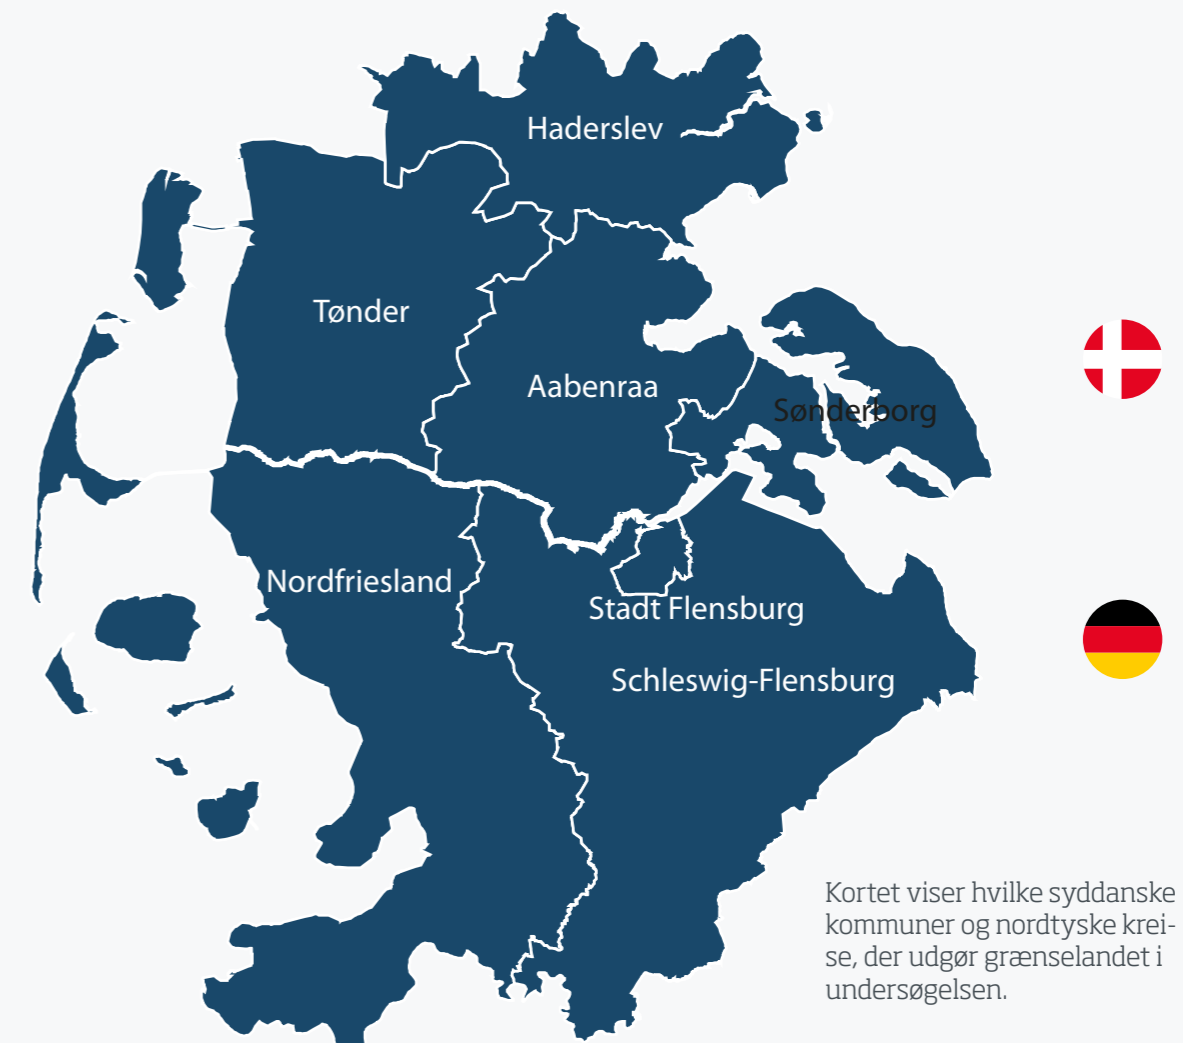 Haderslev
Tønder
Aabenraa
Sønderborg
Nordfriesland
Stadt Flensburg
Schleswig-Flensburg
Kortet viser hvilke syddanske
kommuner og nordtyske krei-
se, der udgør grænselandet i
undersøgelsen.